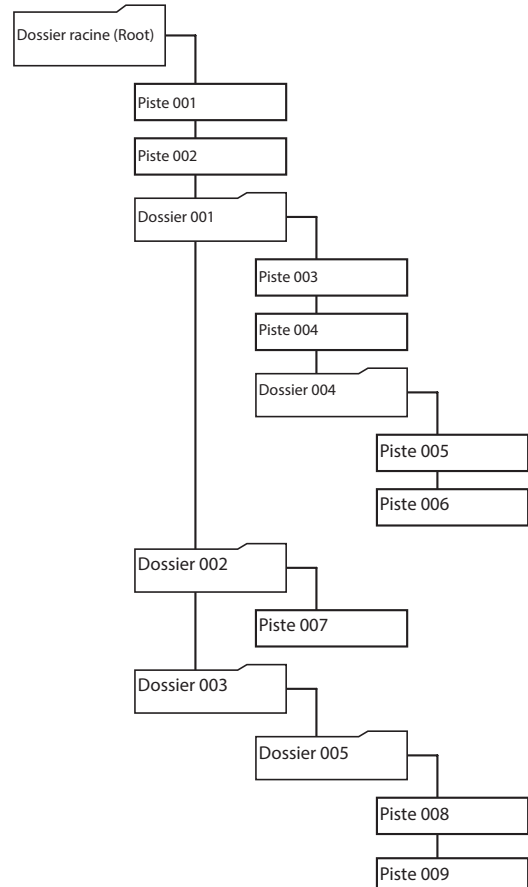 Dossier racine (Root)
Piste 001
Piste 002
Dossier 001
Piste 003
Piste 004
Dossier 004
Piste 005
Piste 006
Dossier 002
Piste 007
Dossier 003
Dossier 005
Piste 008
Piste 009